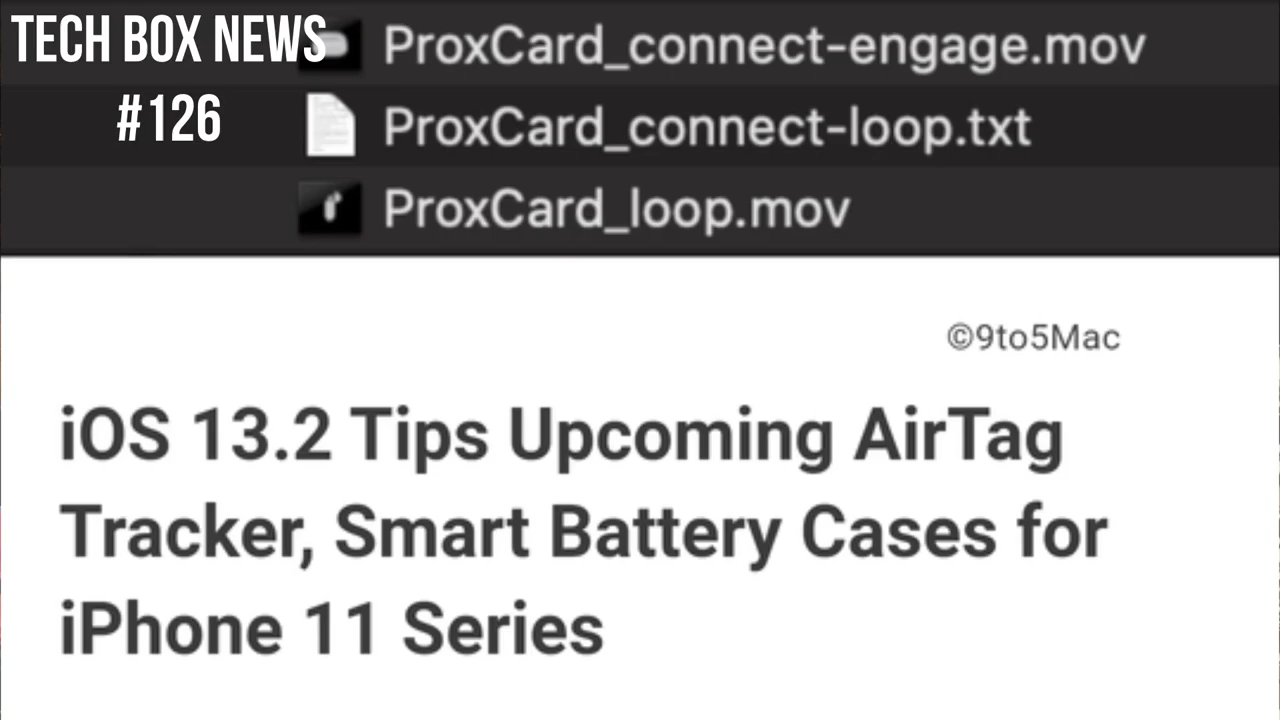 TECH BOX NEWS
#126
ProxCard_connect-engage.mov
ProxCard_connect-loop.txt
ProxCard_loop.mov
©9to5Mac
iOS 13.2 Tips Upcoming AirTag
Tracker, Smart Battery Cases for
iPhone 11 Series